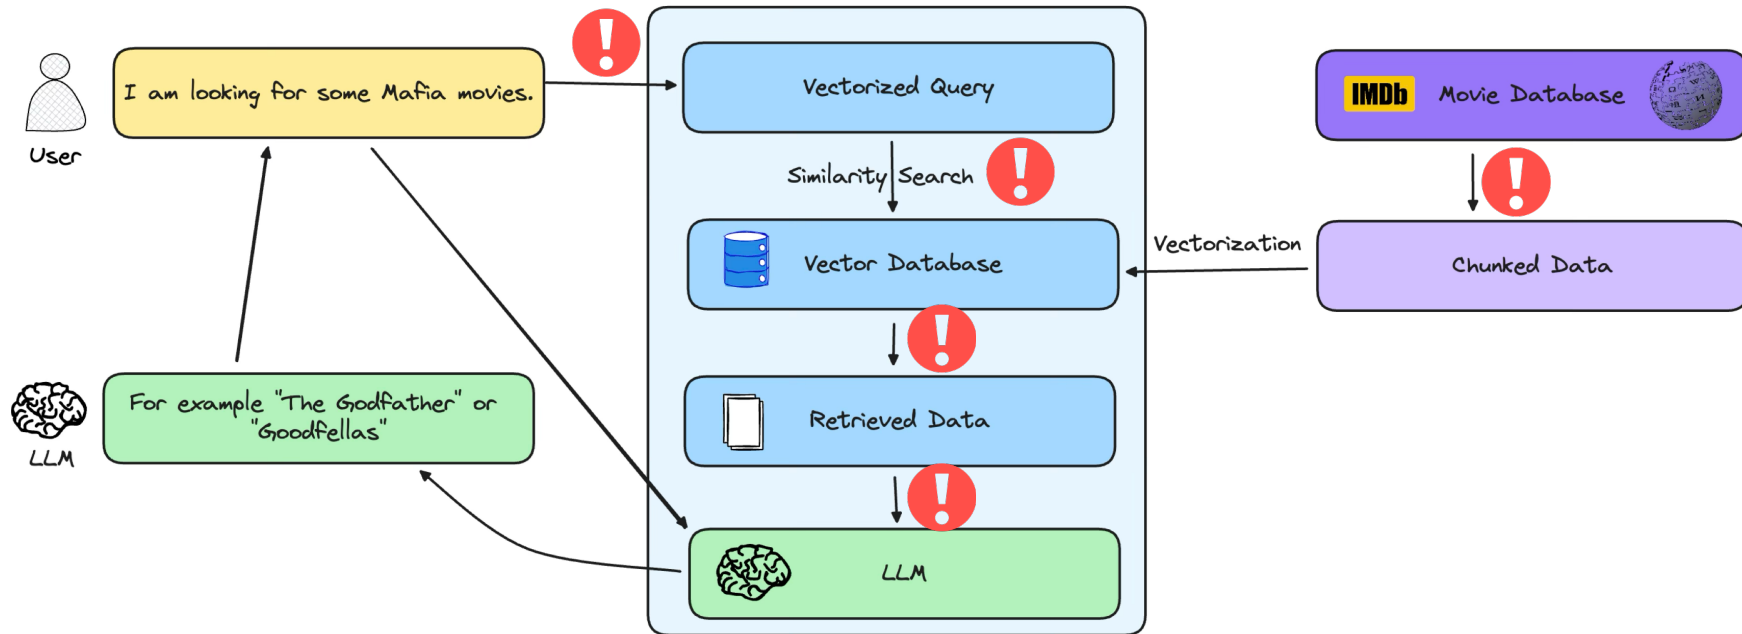 I am looking for some Mafia movies.
User
Vectorized Query
IMDb Movie Database
Similarity Search
Vector Database
Vectorization
Chunked Data
Retrieved Data
For example "The Godfather" or
"Goodfellas"
LLM
LLM